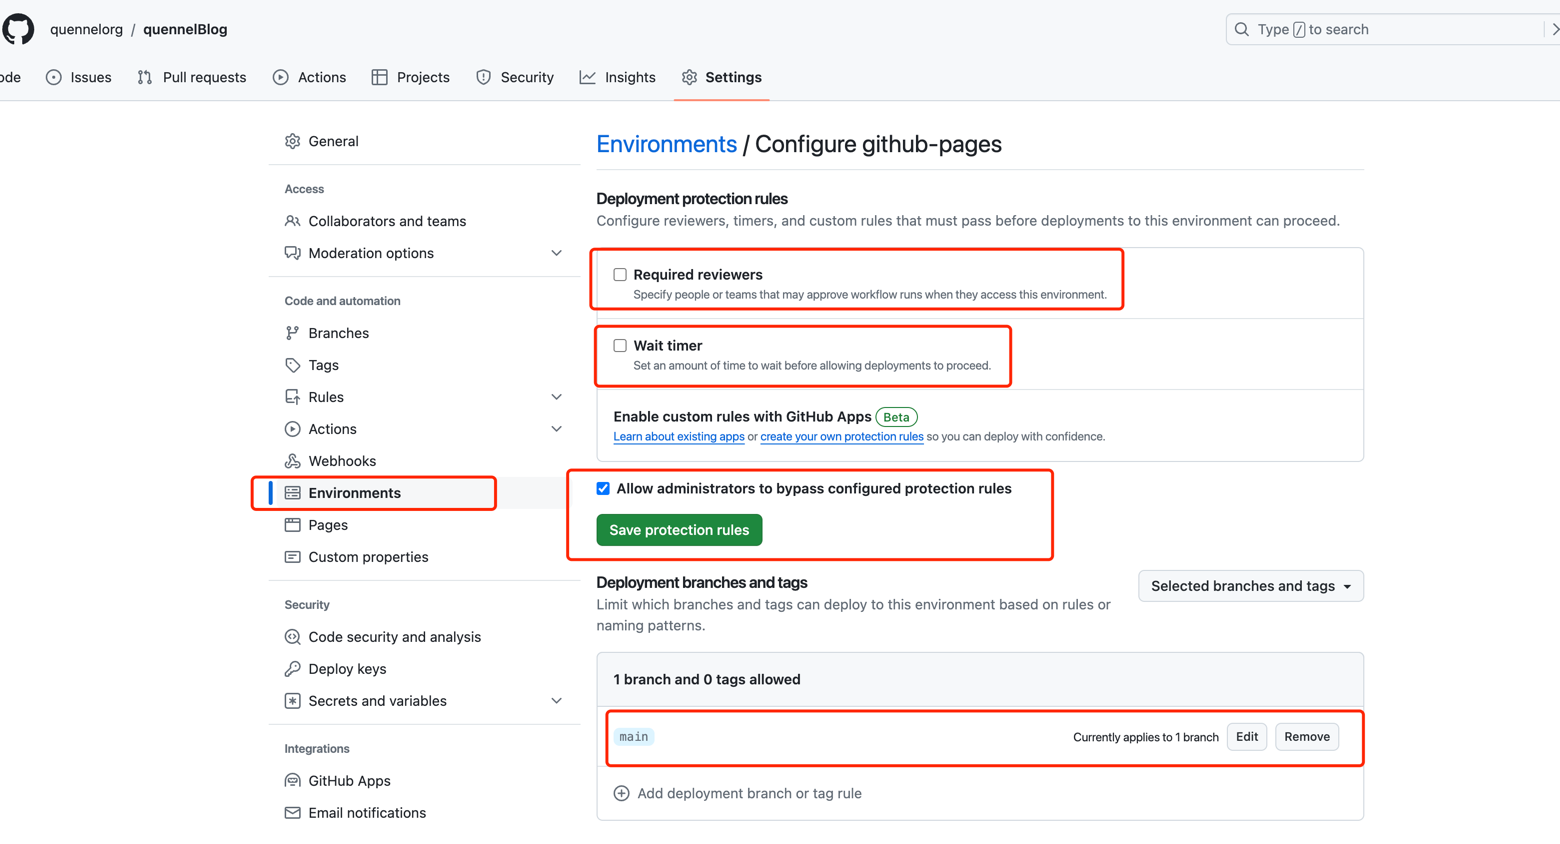 quennelorg / quennelBlog
Type / to search
ode Issues Pull requests Actions Projects Security Insights Settings
General
Access
Collaborators and teams
Moderation options
Code and automation
Branches
Tags
Rules
Actions
Webhooks
Environments
Pages
Custom properties
Security
Code security and analysis
Deploy keys
Secrets and variables
Integrations
GitHub Apps
Email notifications
Environments / Configure github-pages
Deployment protection rules
Configure reviewers, timers, and custom rules that must pass before deployments to this environment can proceed.
Required reviewers
Specify people or teams that may approve workflow runs when they access this environment.
Wait timer
Set an amount of time to wait before allowing deployments to proceed.
Enable custom rules with GitHub Apps Beta
Learn about existing apps or create your own protection rules so you can deploy with confidence.
Allow administrators to bypass configured protection rules
Save protection rules
Deployment branches and tags
Limit which branches and tags can deploy to this environment based on rules or
naming patterns.
Selected branches and tags
1 branch and 0 tags allowed
main Currently applies to 1 branch Edit Remove
Add deployment branch or tag rule